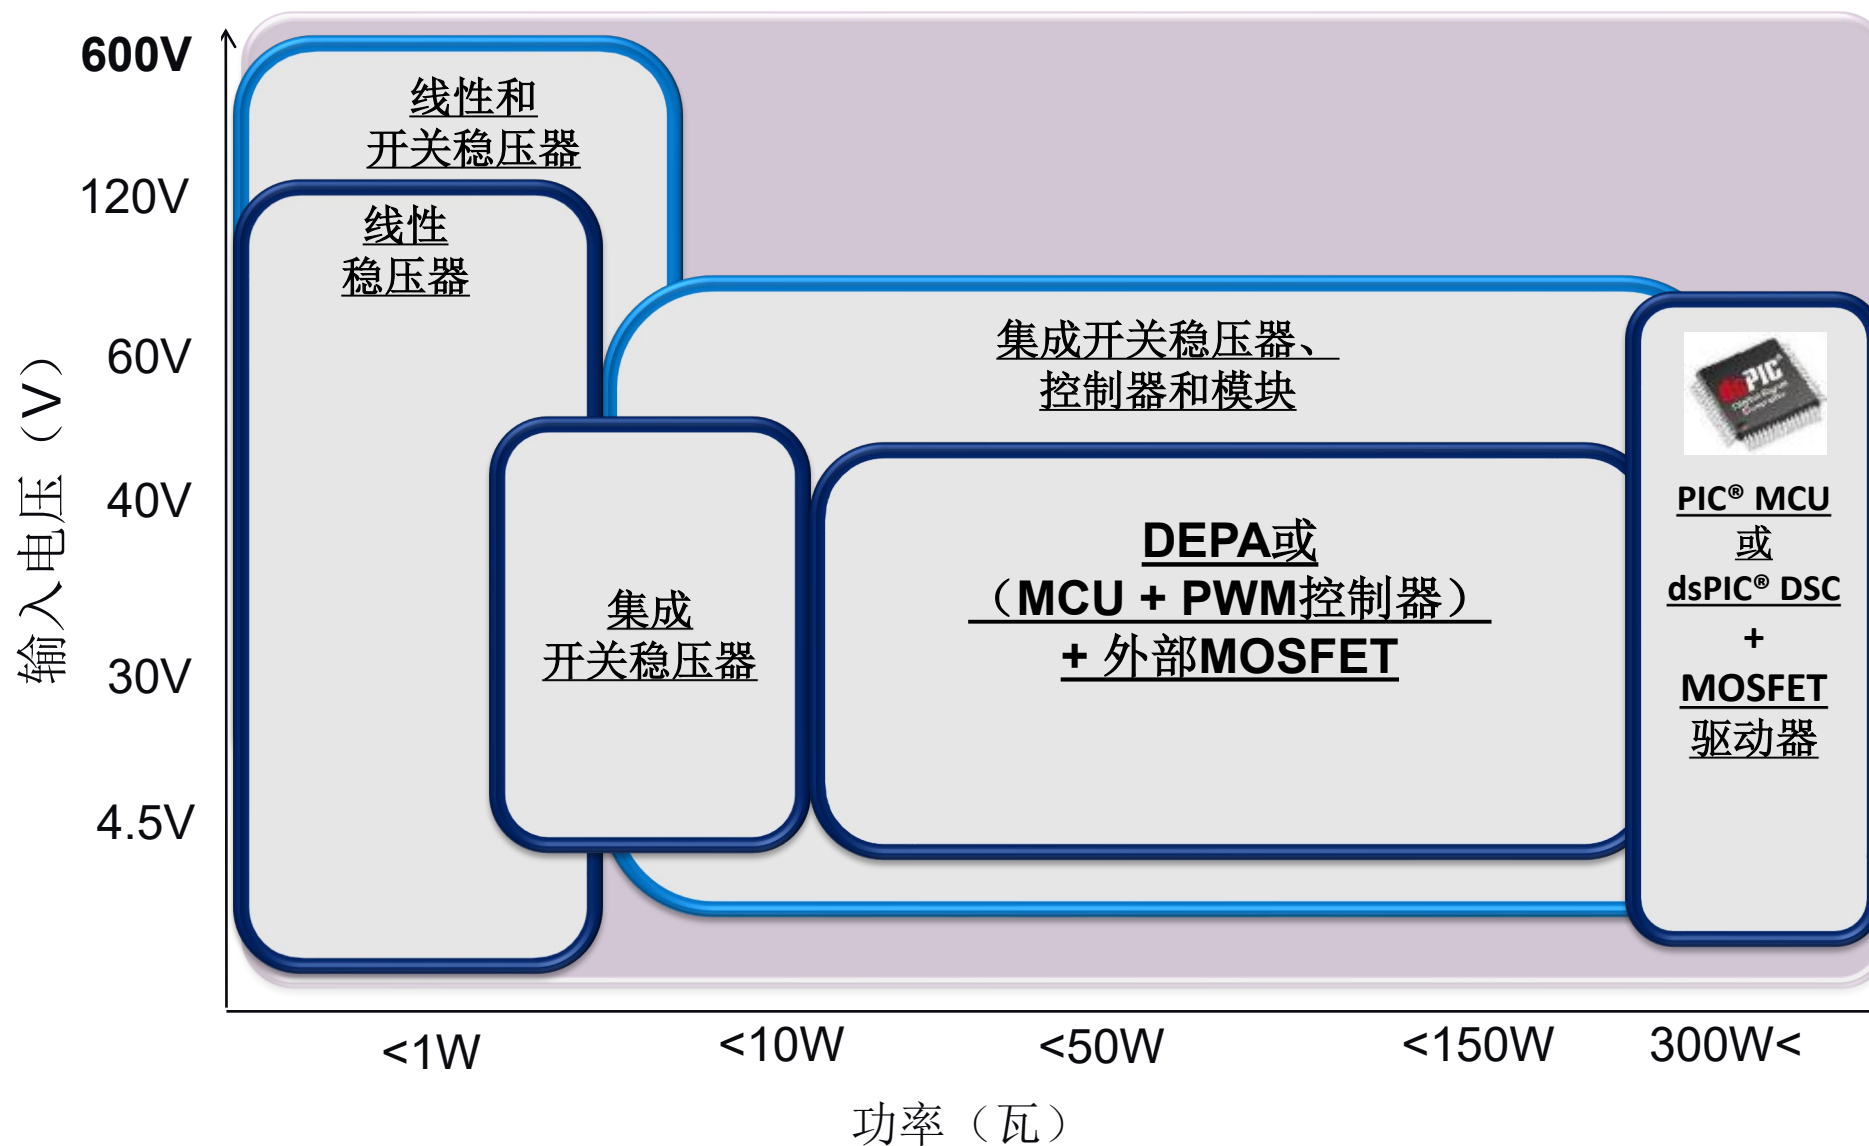 600V
120V
60V
40V
30V
4.5V
输入电压（V）
线性和
开关稳压器
线性
稳压器
集成开关稳压器、
控制器和模块
集成
开关稳压器
DEPA或
（MCU + PWM控制器）
+ 外部MOSFET
dsPIC
PIC® MCU
或
dsPIC® DSC
+
MOSFET
驱动器
<1W
<10W
<50W
<150W
300W<
功率（瓦）